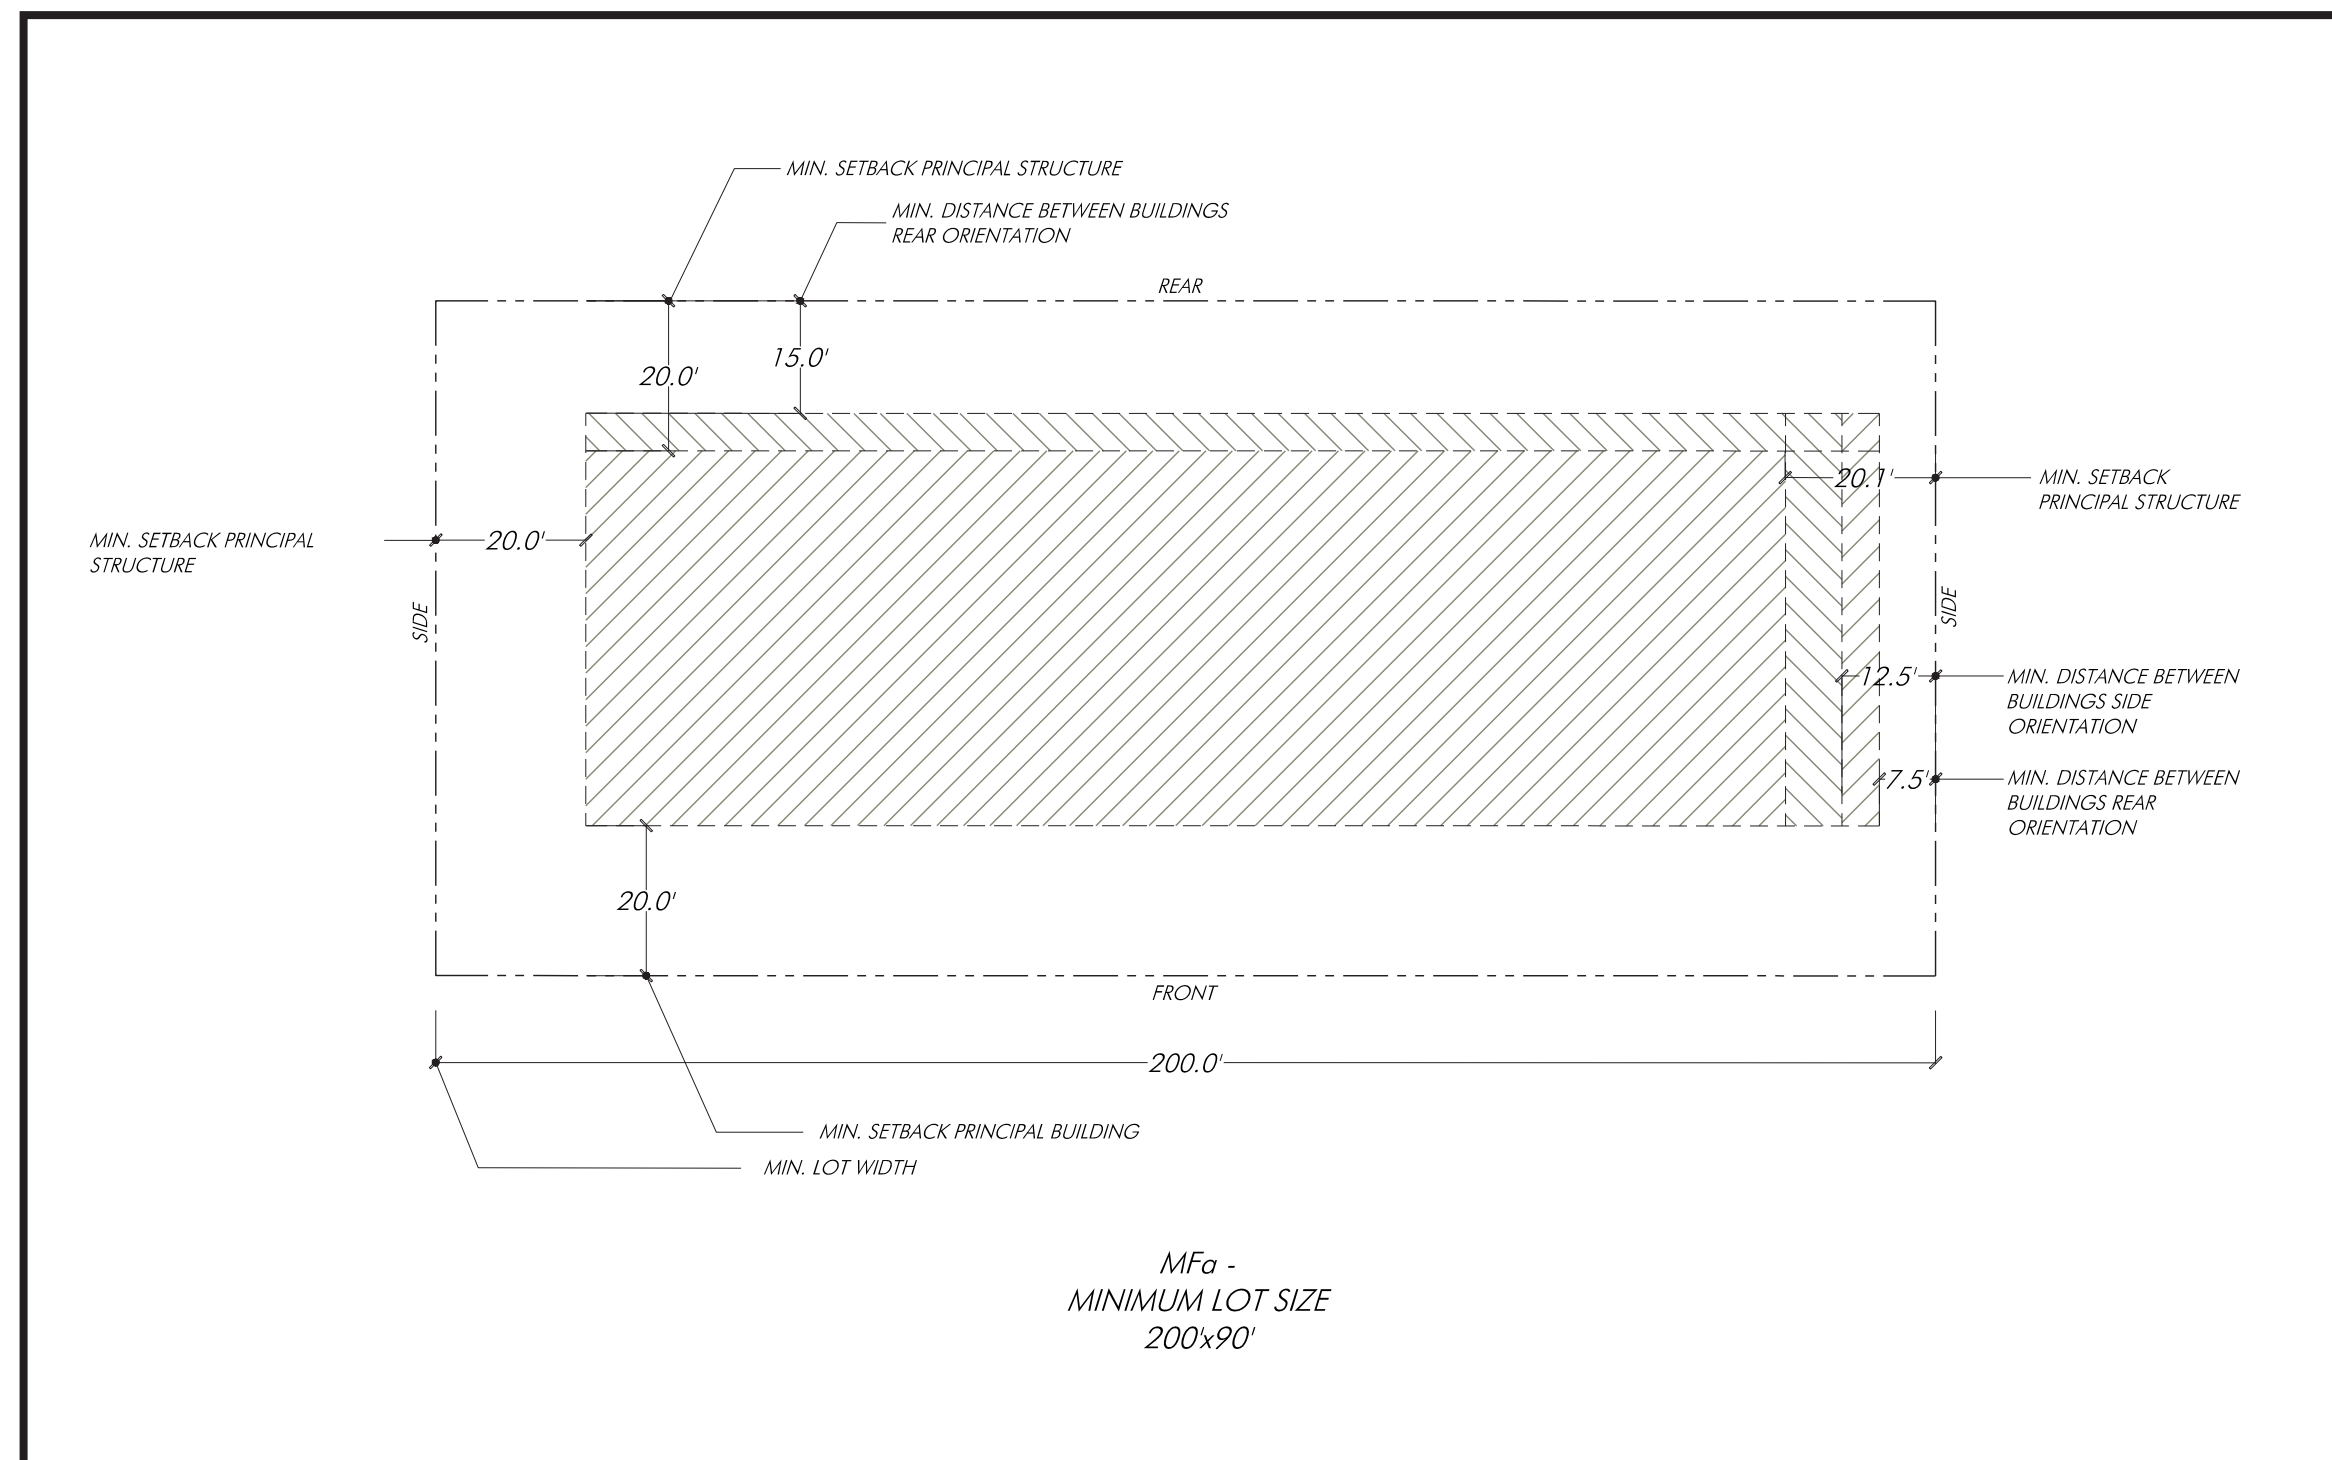 MIN. SETBACK PRINCIPAL STRUCTURE
MIN. DISTANCE BETWEEN BUILDINGS
REAR ORIENTATION
REAR
15.0'
20.0'
20.1'
MIN. SETBACK
PRINCIPAL STRUCTURE
MIN. SETBACK PRINCIPAL
STRUCTURE
20.0'
SIDE
SIDE
12.5'
MIN. DISTANCE BETWEEN
BUILDINGS SIDE
ORIENTATION
7.5'
MIN. DISTANCE BETWEEN
BUILDINGS REAR
ORIENTATION
20.0'
FRONT
200.0'
MIN. SETBACK PRINCIPAL BUILDING
MIN. LOT WIDTH
MFa -
MINIMUM LOT SIZE
200'x90'